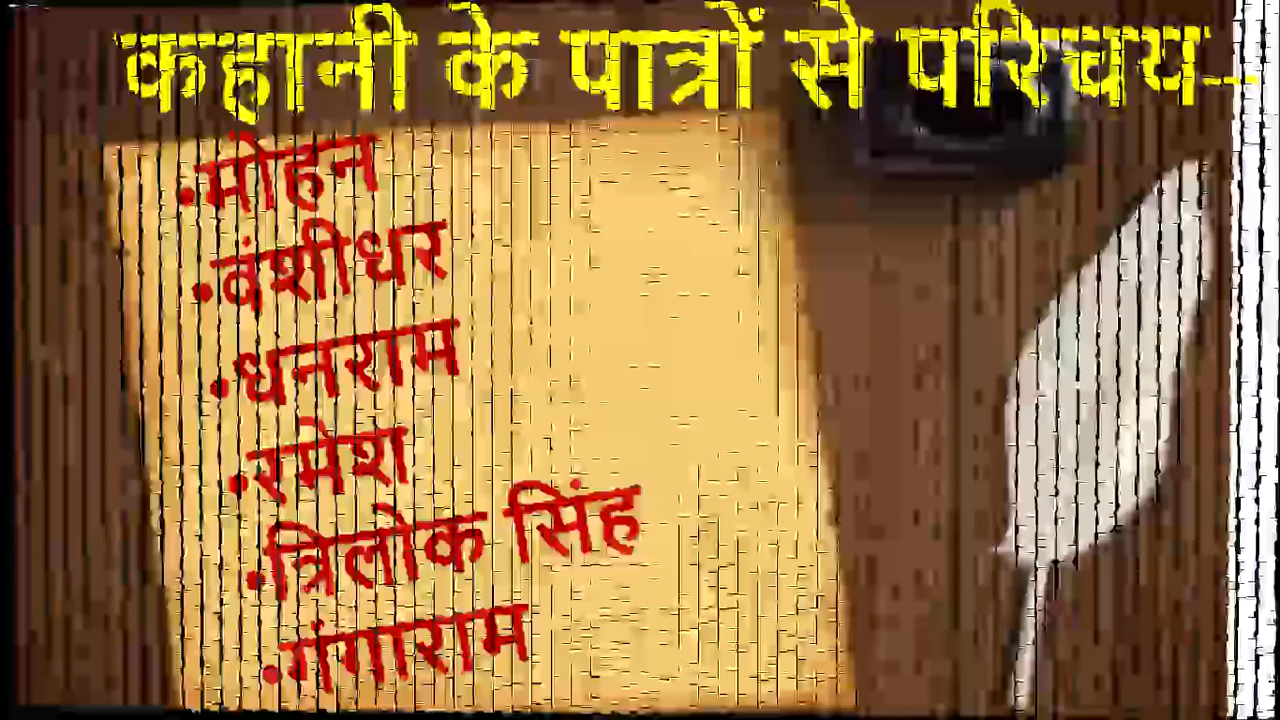 कहानी के पात्रों से परिचय-
•मोहन
•वंशीधर
•धनराम
•रमेश
•त्रिलोक सिंह
•गंगाराम